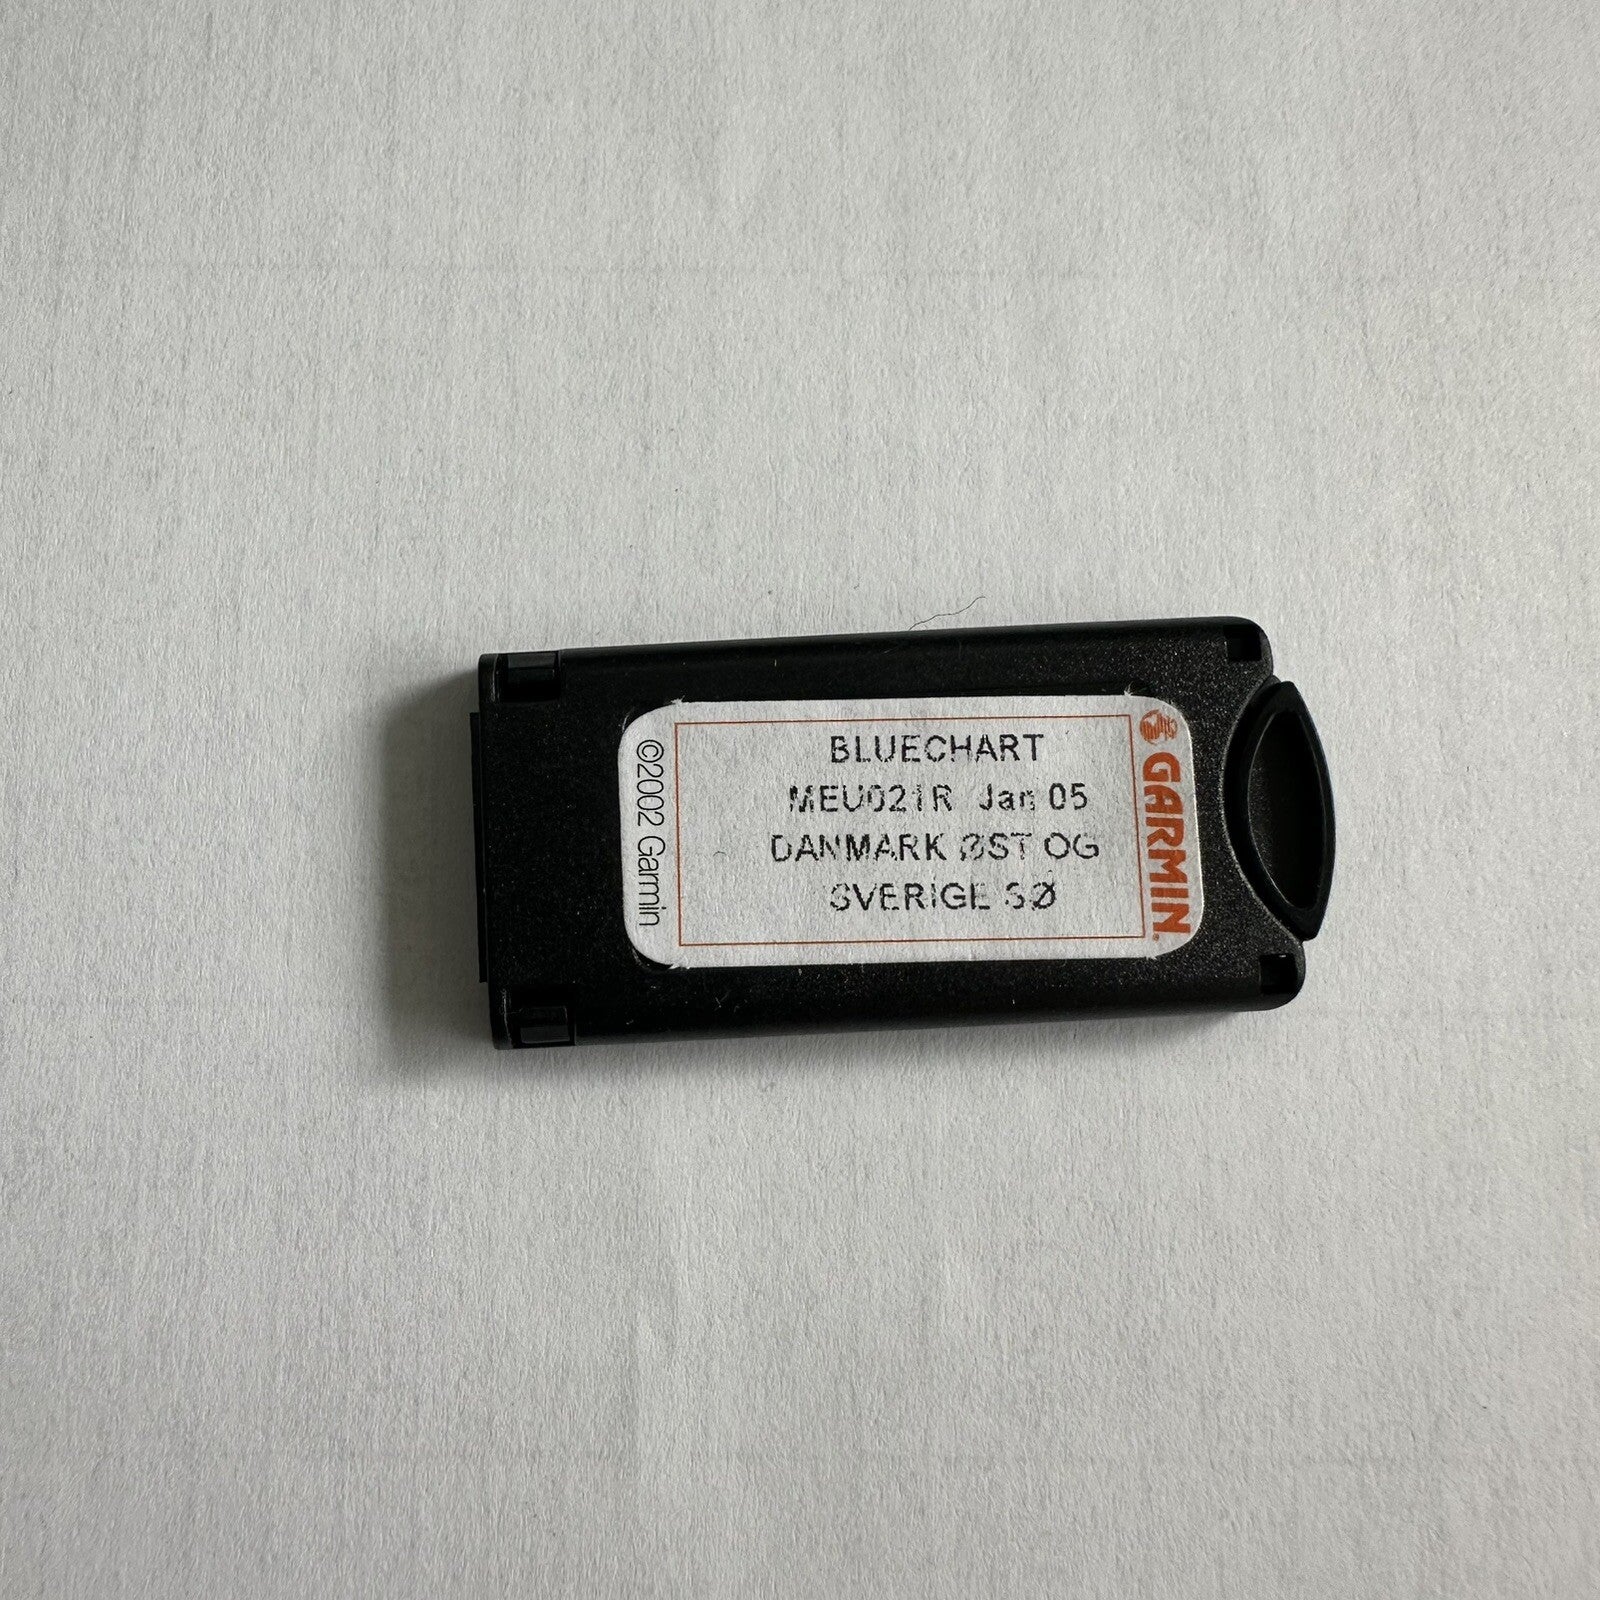 BLUECHART
MEU021R Jan 05
DANMARK ØST OG
SVERIGE SØ
©2002 Garmin
GARMIN